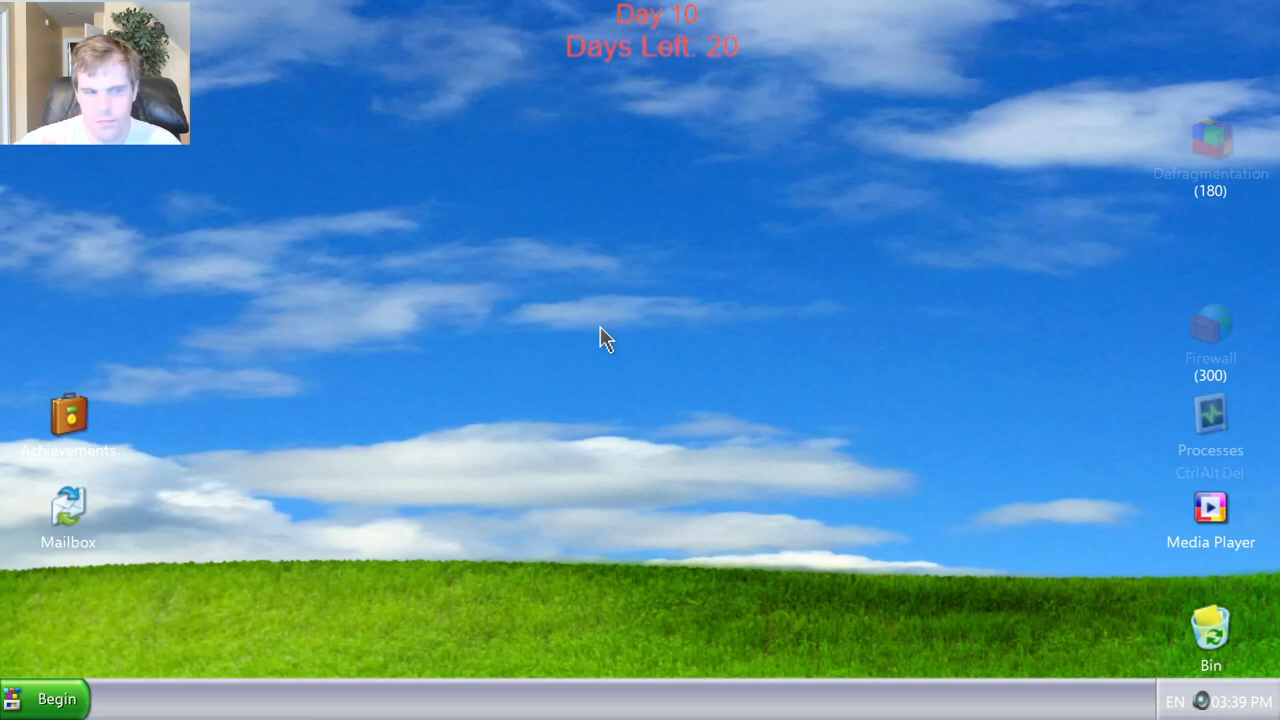 Day 10
Days Left: 20
Defragmentation
(180)
Firewall
(300)
Achievements
Processes
CtrlAltDel
Mailbox
Media Player
Bin
Begin
EN
03:39 PM